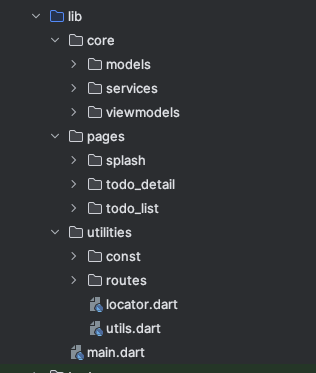 lib
core
models
services
viewmodels
pages
splash
todo_detail
todo_list
utilities
const
routes
locator.dart
utils.dart
main.dart